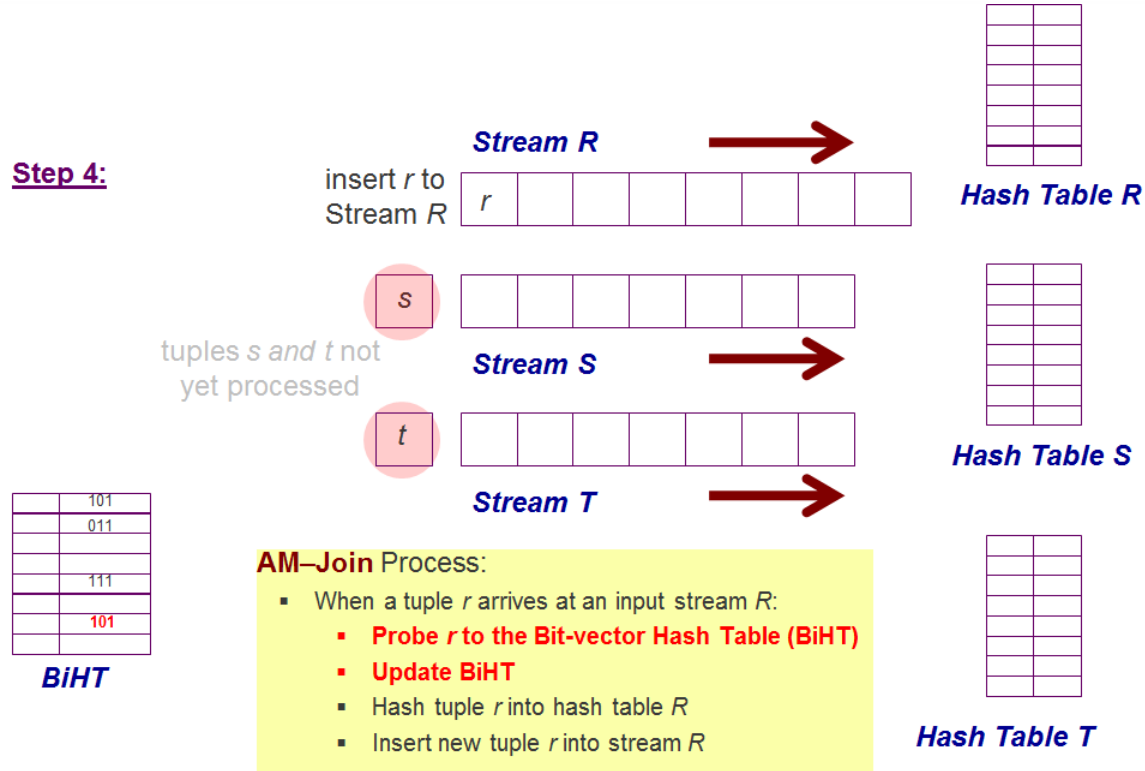 Stream R
Step 4:
insert r to
Stream R
r
Hash Table R
s
tuples s and t not
yet processed
Stream S
t
Hash Table S
Stream T
101
011
111
101
BiHT
AM–Join Process:
▪ When a tuple r arrives at an input stream R:
▪ Probe r to the Bit-vector Hash Table (BiHT)
▪ Update BiHT
▪ Hash tuple r into hash table R
▪ Insert new tuple r into stream R
Hash Table T